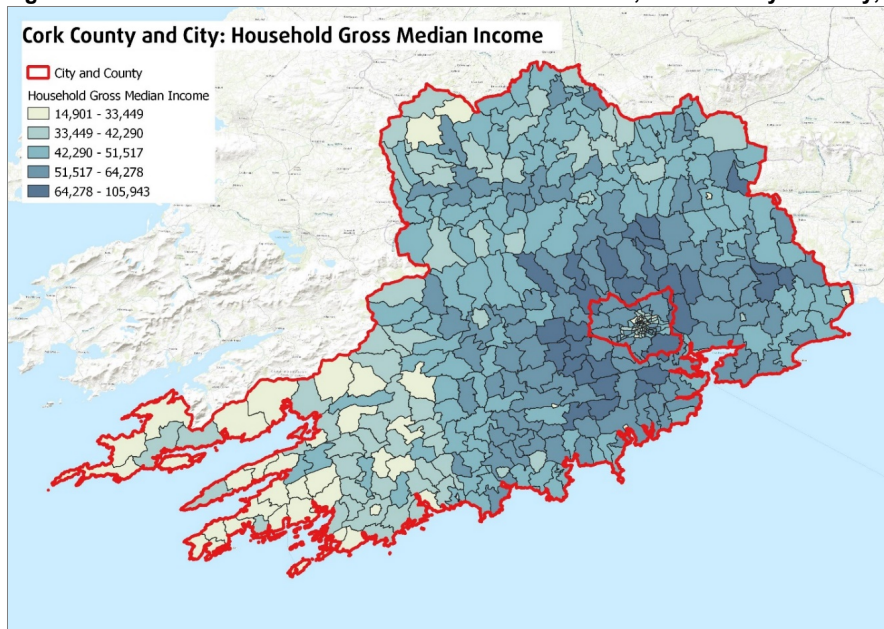 Cork County and City: Household Gross Median Income
City and County
Household Gross Median Income
14,901 - 33,449
33,449 - 42,290
42,290 - 51,517
51,517 - 64,278
64,278 - 105,943